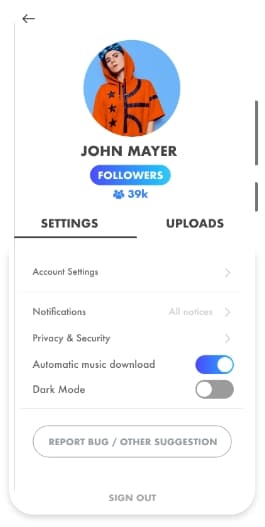 JOHN MAYER
FOLLOWERS
39k
SETTINGS UPLOADS
Account Settings
Notifications All notices
Privacy & Security
Automatic music download
Dark Mode
REPORT BUG / OTHER SUGGESTION
SIGN OUT